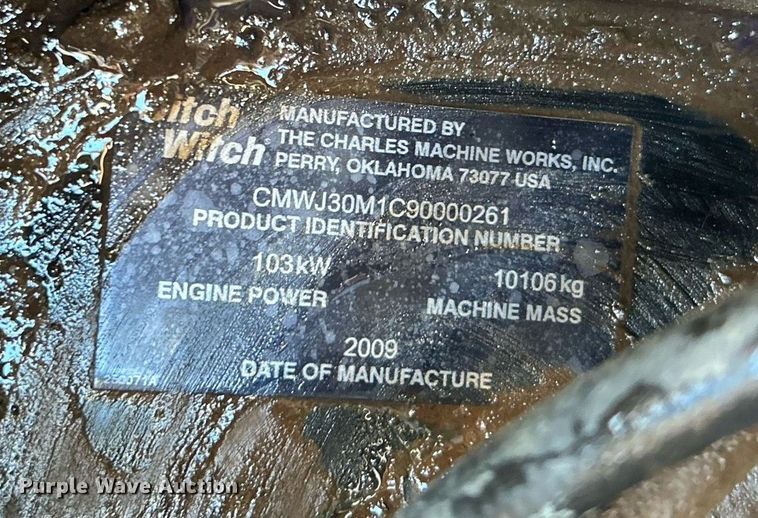 Ditch
Witch
MANUFACTURED BY
THE CHARLES MACHINE WORKS, INC.
PERRY, OKLAHOMA 73077 USA
CMWJ30M1C90000261
PRODUCT IDENTIFICATION NUMBER
103kW
ENGINE POWER
10106kg
MACHINE MASS
2009
DATE OF MANUFACTURE
Purple Wave Auction